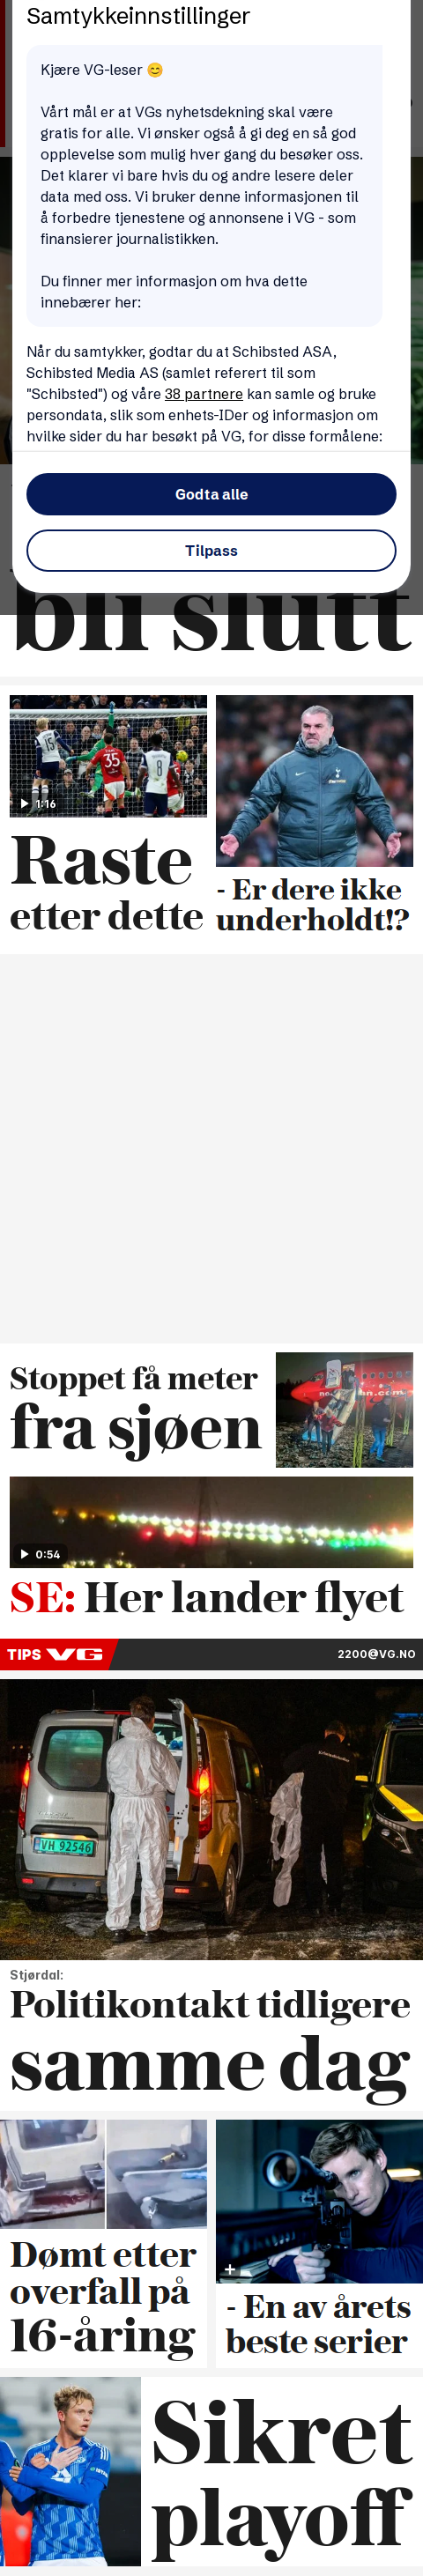 Samtykkeinnstillinger
Kjære VG-leser 😊
Vårt mål er at VGs nyhetsdekning skal være
gratis for alle. Vi ønsker også å gi deg en så god
opplevelse som mulig hver gang du besøker oss.
Det klarer vi bare hvis du og andre lesere deler
data med oss. Vi bruker denne informasjonen til
å forbedre tjenestene og annonsene i VG - som
finansierer journalistikken.
Du finner mer informasjon om hva dette
innebærer her:
Når du samtykker, godtar du at Schibsted ASA,
Schibsted Media AS (samlet referert til som
"Schibsted") og våre 38 partnere kan samle og bruke
persondata, slik som enhets-IDer og informasjon om
hvilke sider du har besøkt på VG, for disse formålene:
Godta alle
Tilpass
bli slutt
15
35
8
1:16
Raste
etter dette
- Er dere ikke
underholdt!?
Stoppet få meter
fra sjøen
0:54
SE: Her lander flyet
TIPS VG
2200@VG.NO
VH 92546
Stjørdal:
Politikontakt tidligere
samme dag
Dømt etter
overfall på
16-åring
- En av årets
beste serier
Sikret
playoff